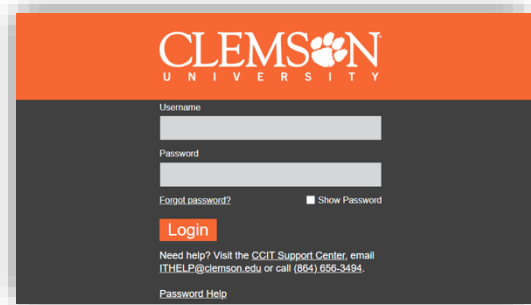 CLEMSON
UNIVERSITY
Username
Password
Forgot password? Show Password
Login
Need help? Visit the CCIT Support Center, email
ITHELP@clemson.edu or call (864) 656-3494.
Password Help